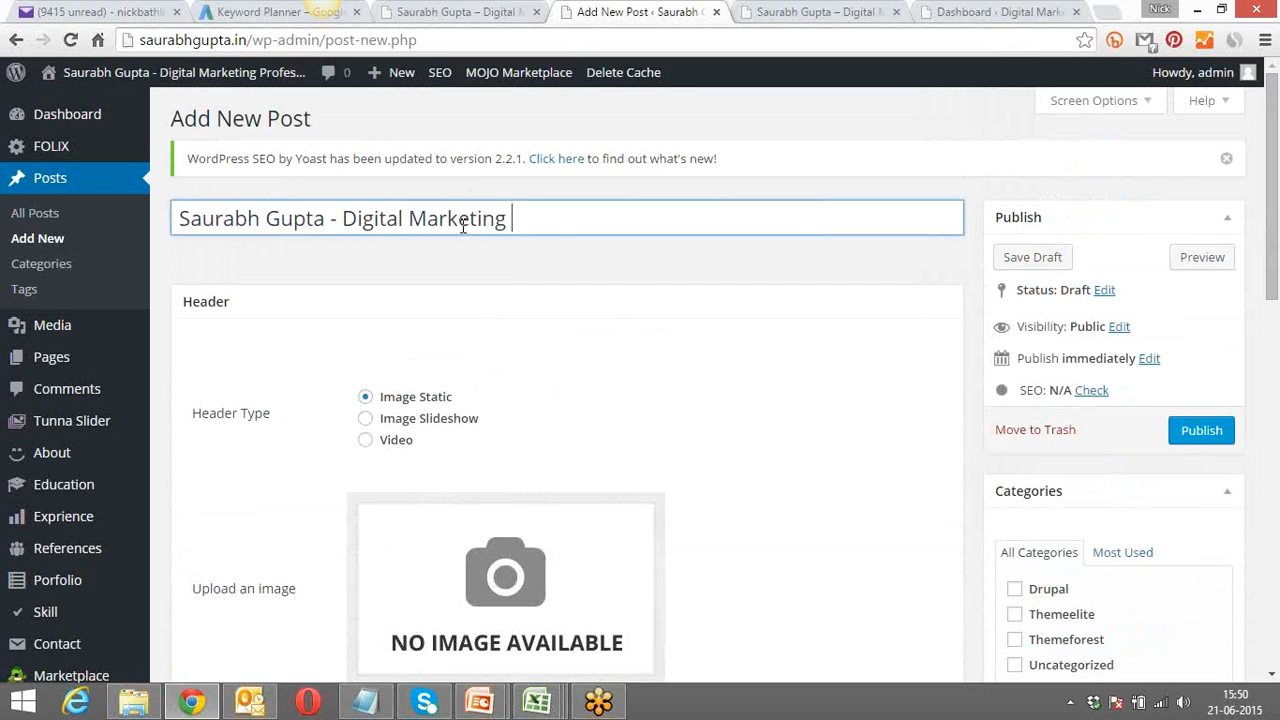 (9415 unread) - nickbathl
Keyword Planner – Googl
Saurabh Gupta – Digital M
Add New Post ‹ Saurabh G
Saurabh Gupta – Digital M
Dashboard ‹ Digital Marke
Nick
saurabhgupta.in/wp-admin/post-new.php
Saurabh Gupta - Digital Marketing Profes...
0
New
SEO
MOJO Marketplace
Delete Cache
Howdy, admin
Dashboard
FOLIX
Posts
All Posts
Add New
Categories
Tags
Media
Pages
Comments
Tunna Slider
About
Education
Exprience
References
Porfolio
Skill
Contact
Marketplace
Screen Options
Help
Add New Post
WordPress SEO by Yoast has been updated to version 2.2.1. Click here to find out what's new!
Saurabh Gupta - Digital Marketing
Header
Header Type
Image Static
Image Slideshow
Video
Upload an image
NO IMAGE AVAILABLE
Publish
Save Draft
Preview
Status: Draft Edit
Visibility: Public Edit
Publish immediately Edit
SEO: N/A Check
Move to Trash
Publish
Categories
All Categories
Most Used
Drupal
Themeelite
Themeforest
Uncategorized
15:50
21-06-2015